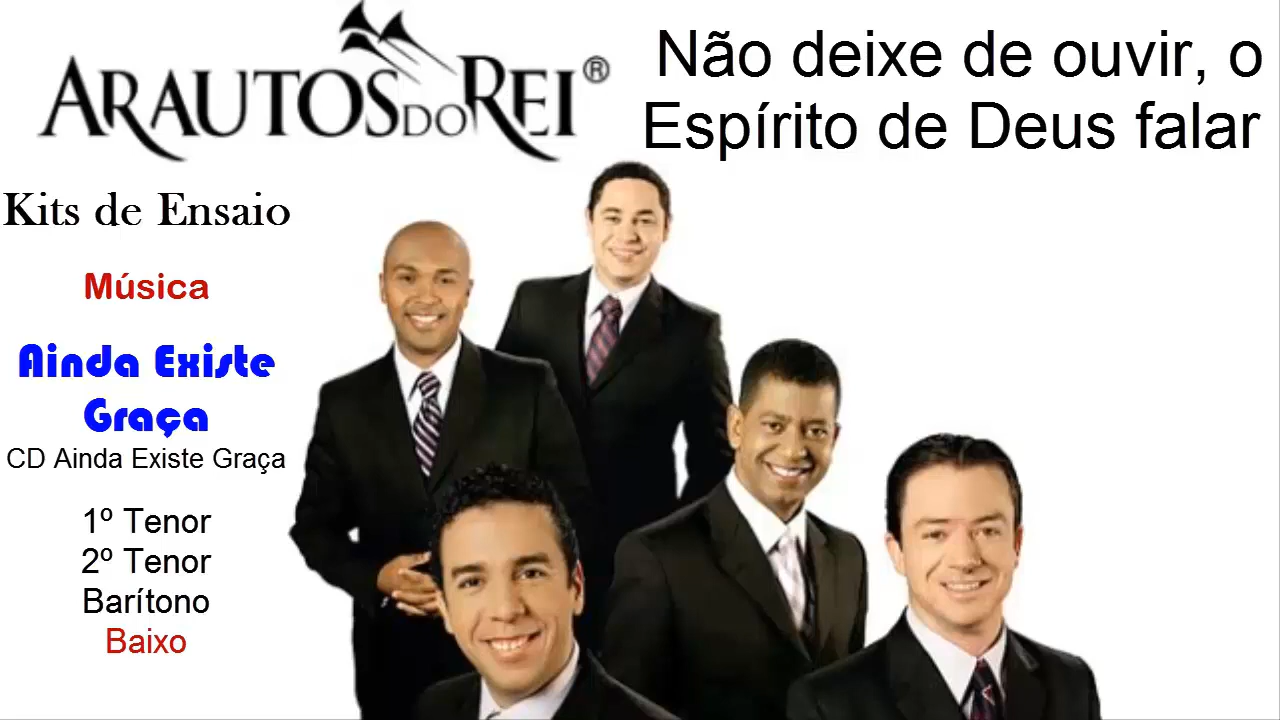 ARAUTOS DO REI®
Não deixe de ouvir, o
Espírito de Deus falar
Kits de Ensaio
Música
Ainda Existe
Graça
CD Ainda Existe Graça
1º Tenor
2º Tenor
Barítono
Baixo